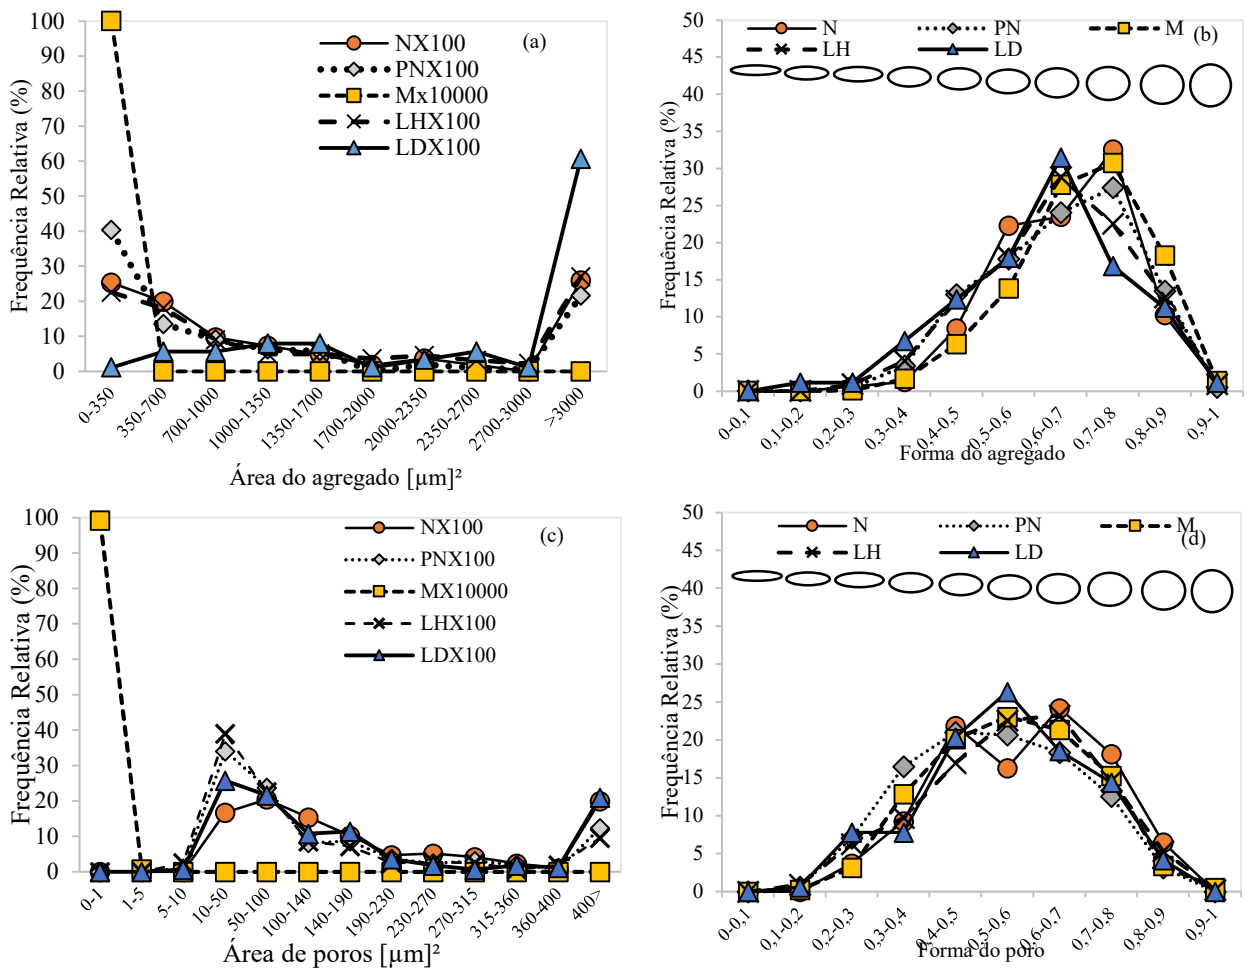 (a)
NX100
PNX100
Mx10000
LHX100
LDX100
Frequência Relativa (%)
100
90
80
70
60
50
40
30
20
10
0
0-350
350-700
700-1000
1000-1350
1350-1700
1700-2000
2000-2350
2350-2700
2700-3000
>3000
Área do agregado [µm]²
(b)
N
PN
M
LH
LD
Frequência Relativa (%)
50
45
40
35
30
25
20
15
10
5
0
0-0,1
0,1-0,2
0,2-0,3
0,3-0,4
0,4-0,5
0,5-0,6
0,6-0,7
0,7-0,8
0,8-0,9
0,9-1
Forma do agregado
(c)
NX100
PNX100
MX10000
LHX100
LDX100
Frequência Relativa (%)
100
90
80
70
60
50
40
30
20
10
0
0-1
1-5
5-10
10-50
50-100
100-140
140-190
190-230
230-270
270-315
315-360
360-400
400>
Área de poros [µm]²
(d)
N
PN
M
LH
LD
Frequência Relativa (%)
50
45
40
35
30
25
20
15
10
5
0
0-0,1
0,1-0,2
0,2-0,3
0,3-0,4
0,4-0,5
0,5-0,6
0,6-0,7
0,7-0,8
0,8-0,9
0,9-1
Forma do poro